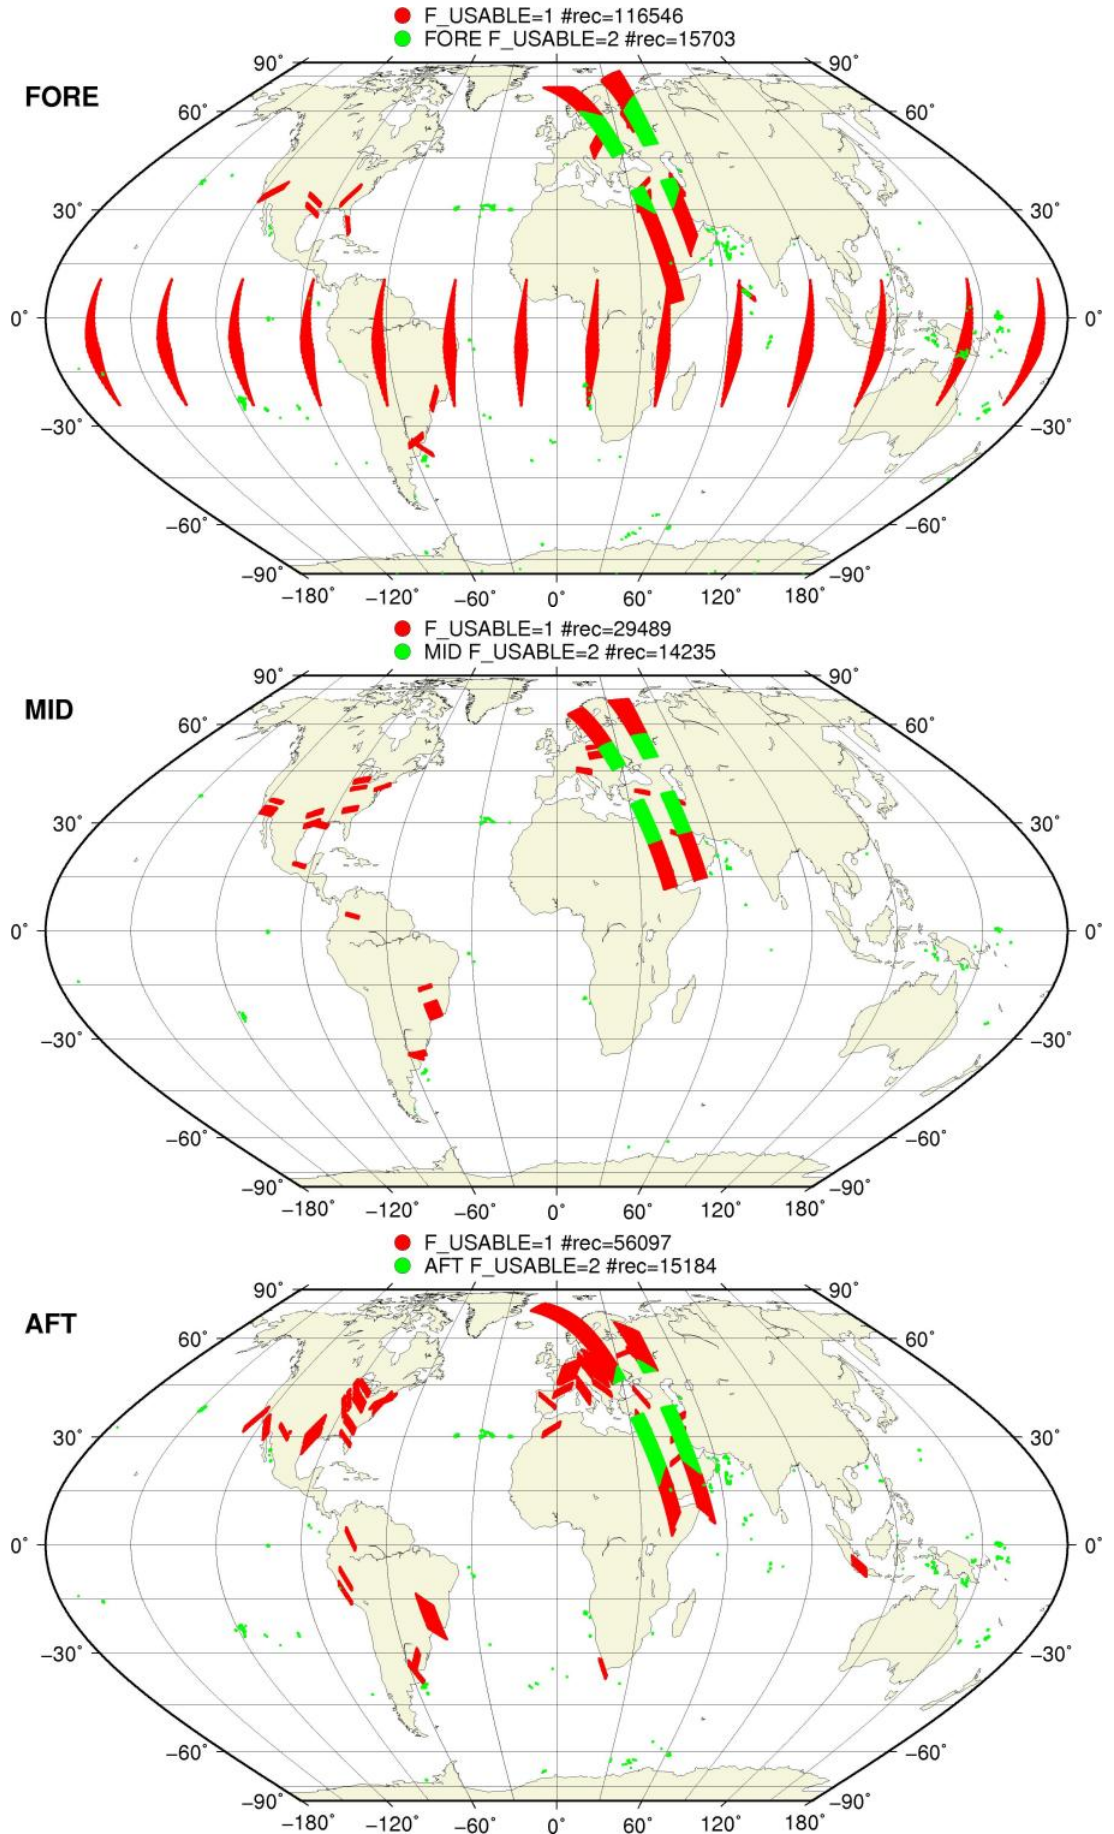 F_USABLE=1 #rec=116546
FORE F_USABLE=2 #rec=15703
FORE
90° 90°
60° 60°
30° 30°
0° 0°
−30° −30°
−60° −60°
−90° −90°
−180° −120° −60° 0° 60° 120° 180°
F_USABLE=1 #rec=29489
MID F_USABLE=2 #rec=14235
MID
90° 90°
60° 60°
30° 30°
0° 0°
−30° −30°
−60° −60°
−90° −90°
−180° −120° −60° 0° 60° 120° 180°
F_USABLE=1 #rec=56097
AFT F_USABLE=2 #rec=15184
AFT
90° 90°
60° 60°
30° 30°
0° 0°
−30° −30°
−60° −60°
−90° −90°
−180° −120° −60° 0° 60° 120° 180°